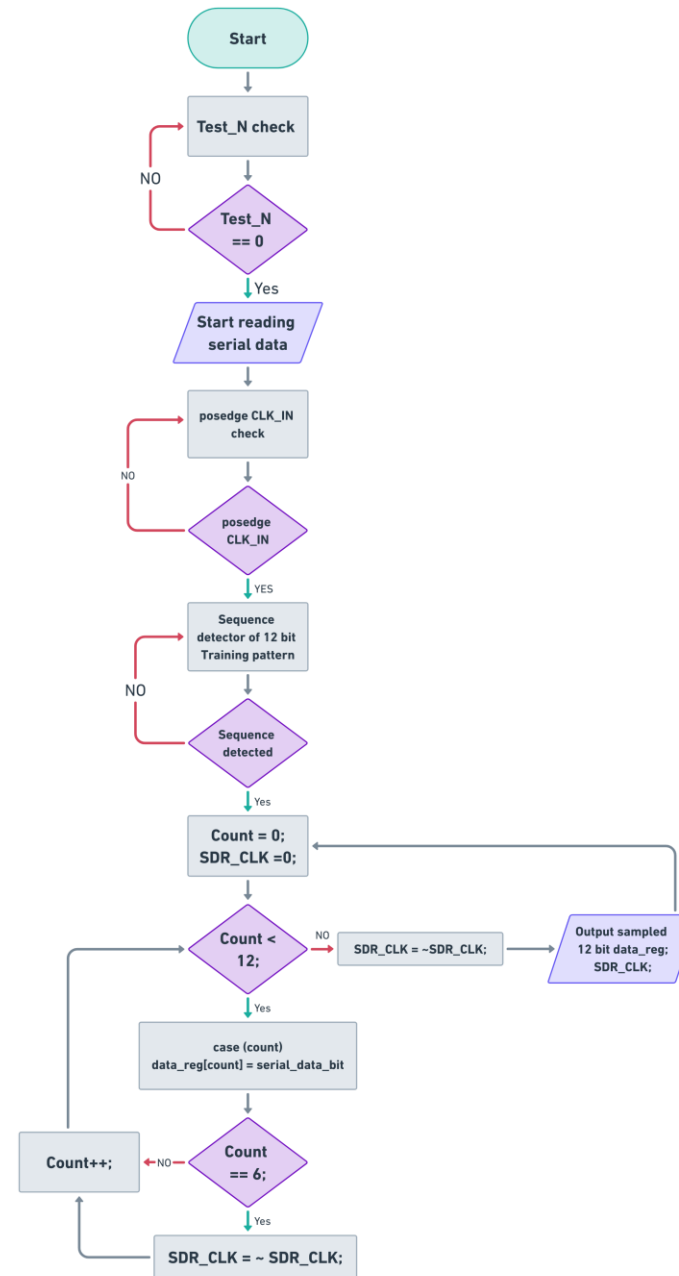 Start
Test_N check
NO
Test_N
== 0
Yes
Start reading
serial data
posedge CLK_IN
check
NO
posedge
CLK_IN
YES
Sequence
detector of 12 bit
Training pattern
NO
Sequence
detected
Yes
Count = 0;
SDR_CLK =0;
Count <
12;
NO
SDR_CLK = ~SDR_CLK;
Output sampled
12 bit data_reg;
SDR_CLK;
Yes
case (count)
data_reg[count] = serial_data_bit
Count++;
NO
Count
== 6;
Yes
SDR_CLK = ~ SDR_CLK;